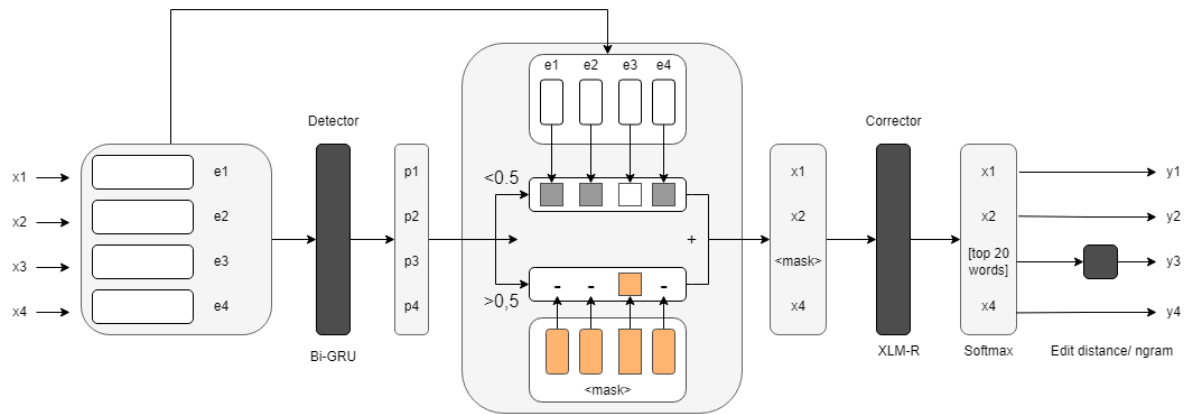 x1
x2
x3
x4
e1
e2
e3
e4
Detector
Bi-GRU
p1
p2
p3
p4
e1 e2 e3 e4
<0.5
+
>0,5
- - -
<mask>
x1
x2
<mask>
x4
Corrector
XLM-R
x1
x2
[top 20
words]
x4
Softmax
y1
y2
y3
y4
Edit distance/ ngram